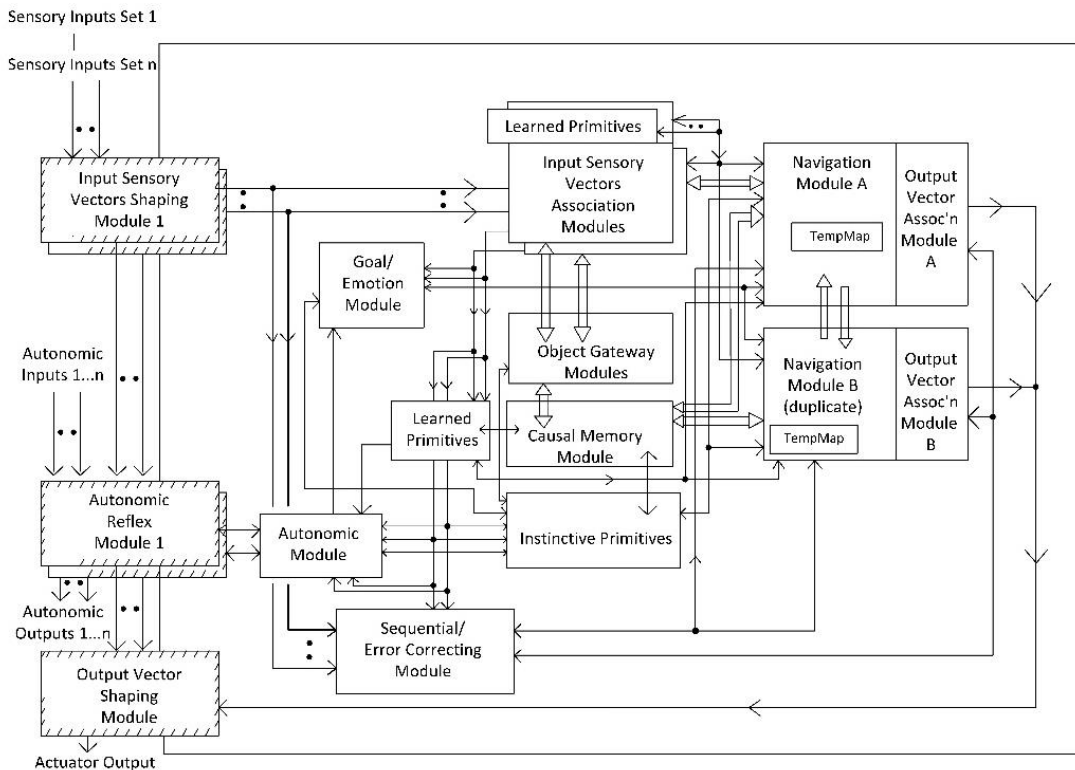 Sensory Inputs Set 1
Sensory Inputs Set n
Input Sensory
Vectors Shaping
Module 1
Autonomic
Inputs 1...n
Autonomic
Reflex
Module 1
Autonomic
Outputs 1...n
Output Vector
Shaping
Module
Actuator Output
Goal/
Emotion
Module
Autonomic
Module
Learned
Primitives
Sequential/
Error Correcting
Module
Learned Primitives
Input Sensory
Vectors
Association
Modules
Object Gateway
Modules
Causal Memory
Module
Instinctive Primitives
Navigation
Module A
TempMap
Output
Vector
Assoc'n
Module
A
Navigation
Module B
(duplicate)
TempMap
Output
Vector
Assoc'n
Module
B